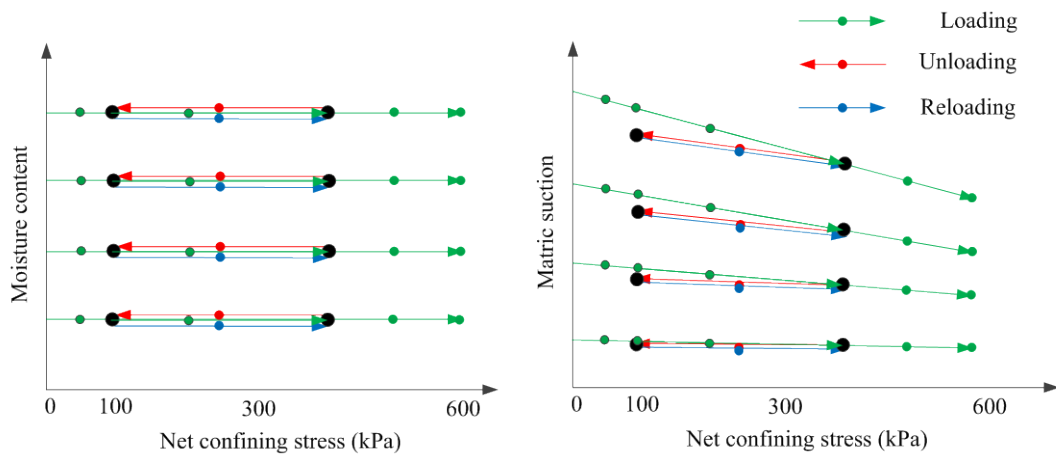 Moisture content
0
100
300
600
Net confining stress (kPa)
Matric suction
0
100
300
600
Net confining stress (kPa)
Loading
Unloading
Reloading